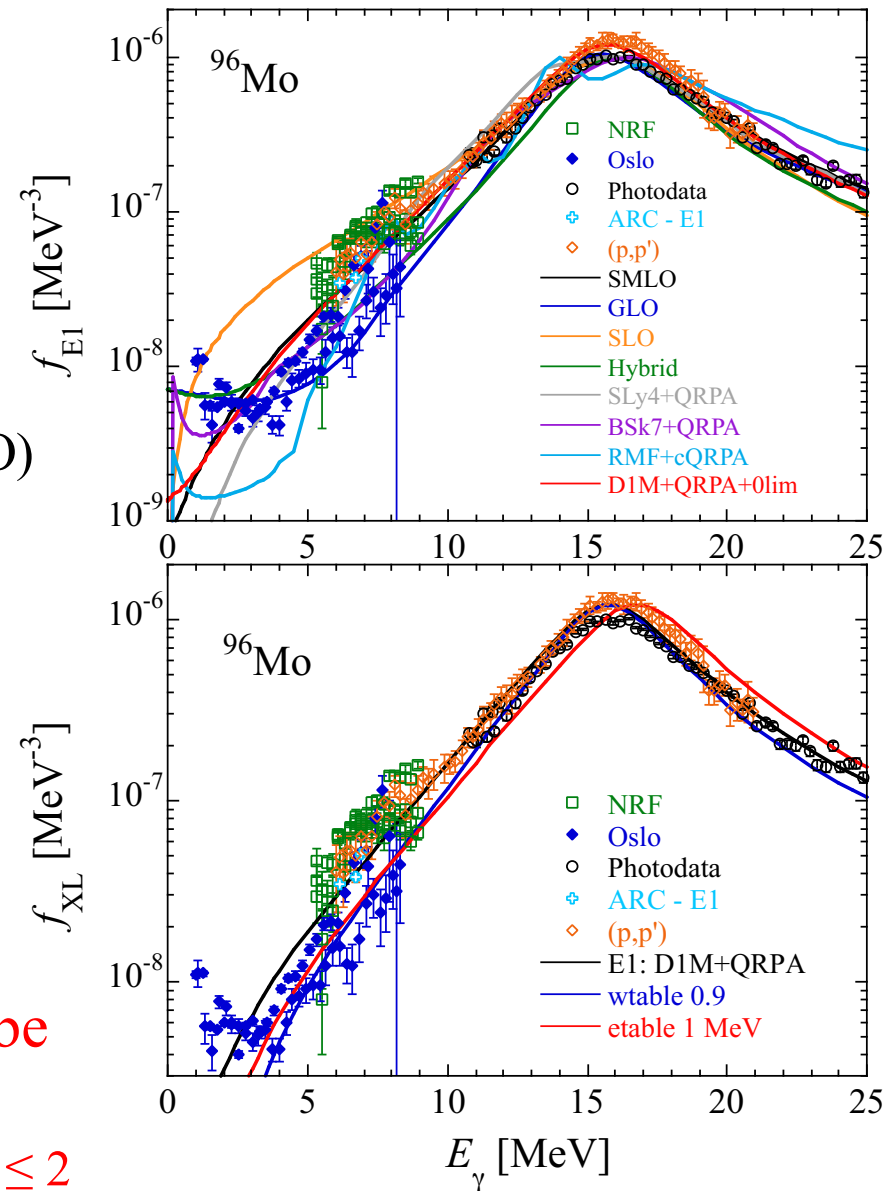 10⁻⁶
⁹⁶Mo
NRF
Oslo
Photodata
ARC - E1
(p,p')
SMLO
GLO
SLO
Hybrid
SLy4+QRPA
BSk7+QRPA
RMF+cQRPA
D1M+QRPA+0lim
f_E1 [MeV⁻³]
10⁻⁷
10⁻⁸
10⁻⁹
O)
0 5 10 15 20 25
10⁻⁶
⁹⁶Mo
f_XL [MeV⁻³]
10⁻⁷
NRF
Oslo
Photodata
ARC - E1
(p,p')
E1: D1M+QRPA
wtable 0.9
etable 1 MeV
10⁻⁸
be
0 5 10 15 20 25
E_γ [MeV]
≤ 2